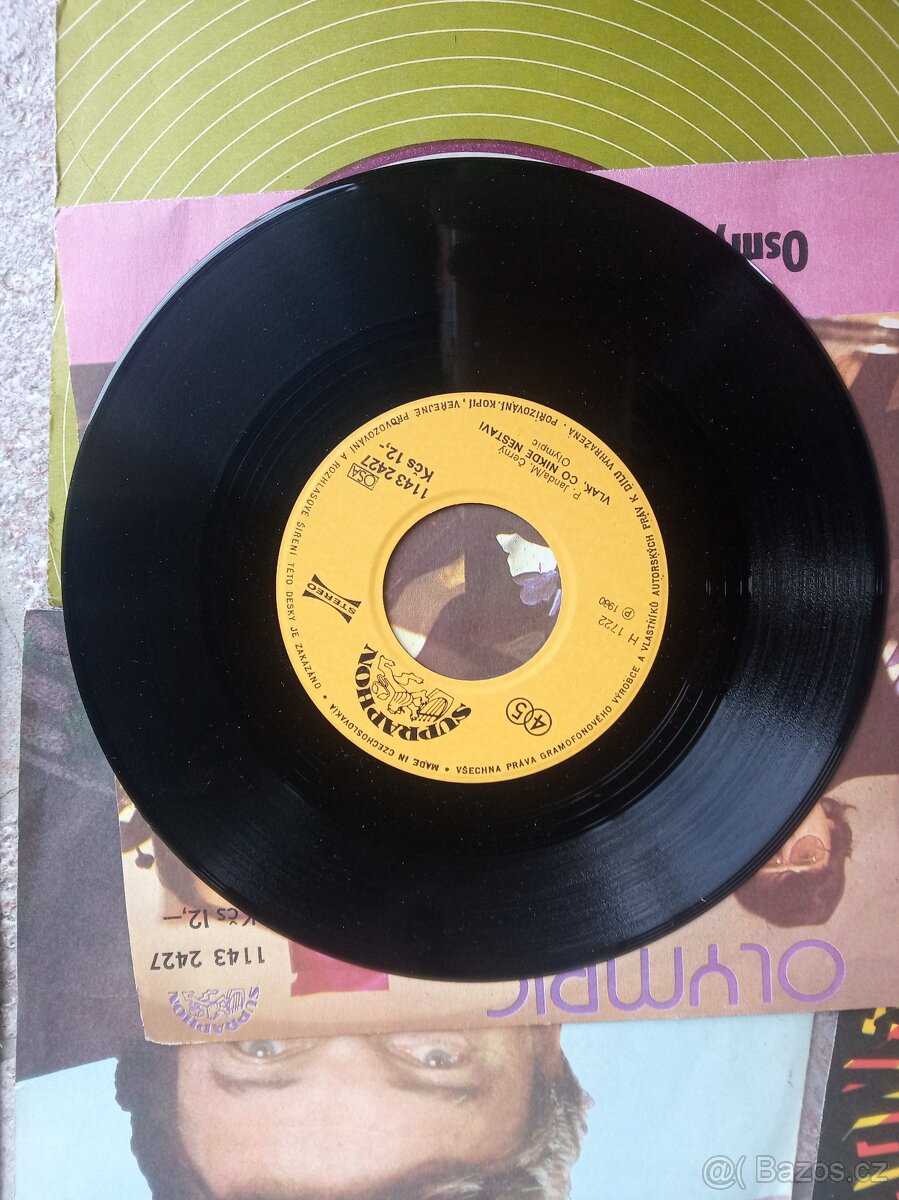 VŠECHNA PRÁVA GRAMOFONOVÉHO VÝROBCE A VLASTNÍKŮ AUTORSKÝCH PRÁV K DÍLU VYHRAŽENA. POŘIZOVÁNÍ KOPIÍ, VEŘEJNÉ PROVOZOVÁNÍ A ROZHLASOVÉ ŠÍŘENÍ TÉTO DESKY JE ZAKÁZÁNO • MADE IN CZECHOSLOVAKIA •
SUPRAPHON
45
STEREO
H 1722
Ⓟ 1980
OSA
1143 2427
Kčs 12,-
P. Janda/M. Černý
VLAK, CO NIKDE NESTAVÍ
Olympic
SUPRAPHON
1143 2427
Kčs 12,—
OLYMPIC
@( Bazos.cz